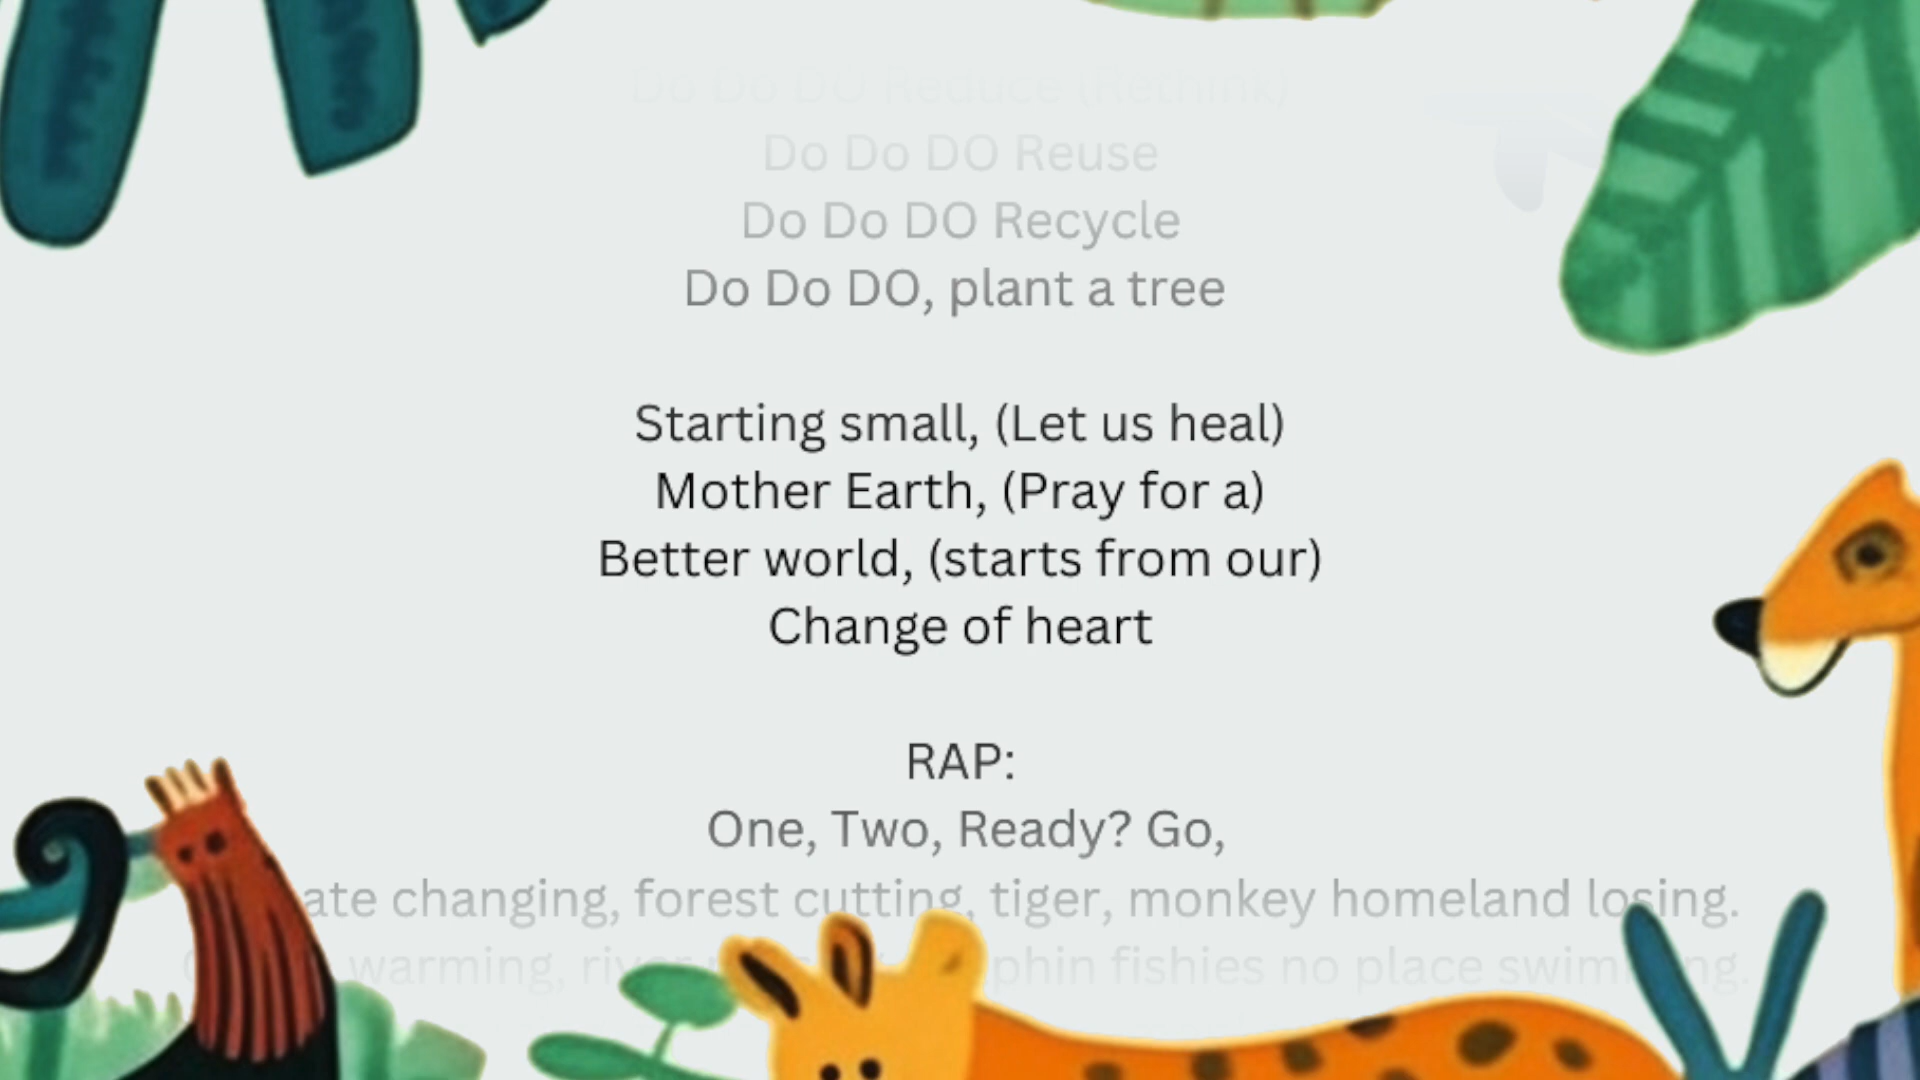 Do Do DO Reduce (Rethink)
Do Do DO Reuse
Do Do DO Recycle
Do Do DO, plant a tree
Starting small, (Let us heal)
Mother Earth, (Pray for a)
Better world, (starts from our)
Change of heart
RAP:
One, Two, Ready? Go,
changing, forest cutting, tiger, monkey homeland losing.
warming, fishies no place